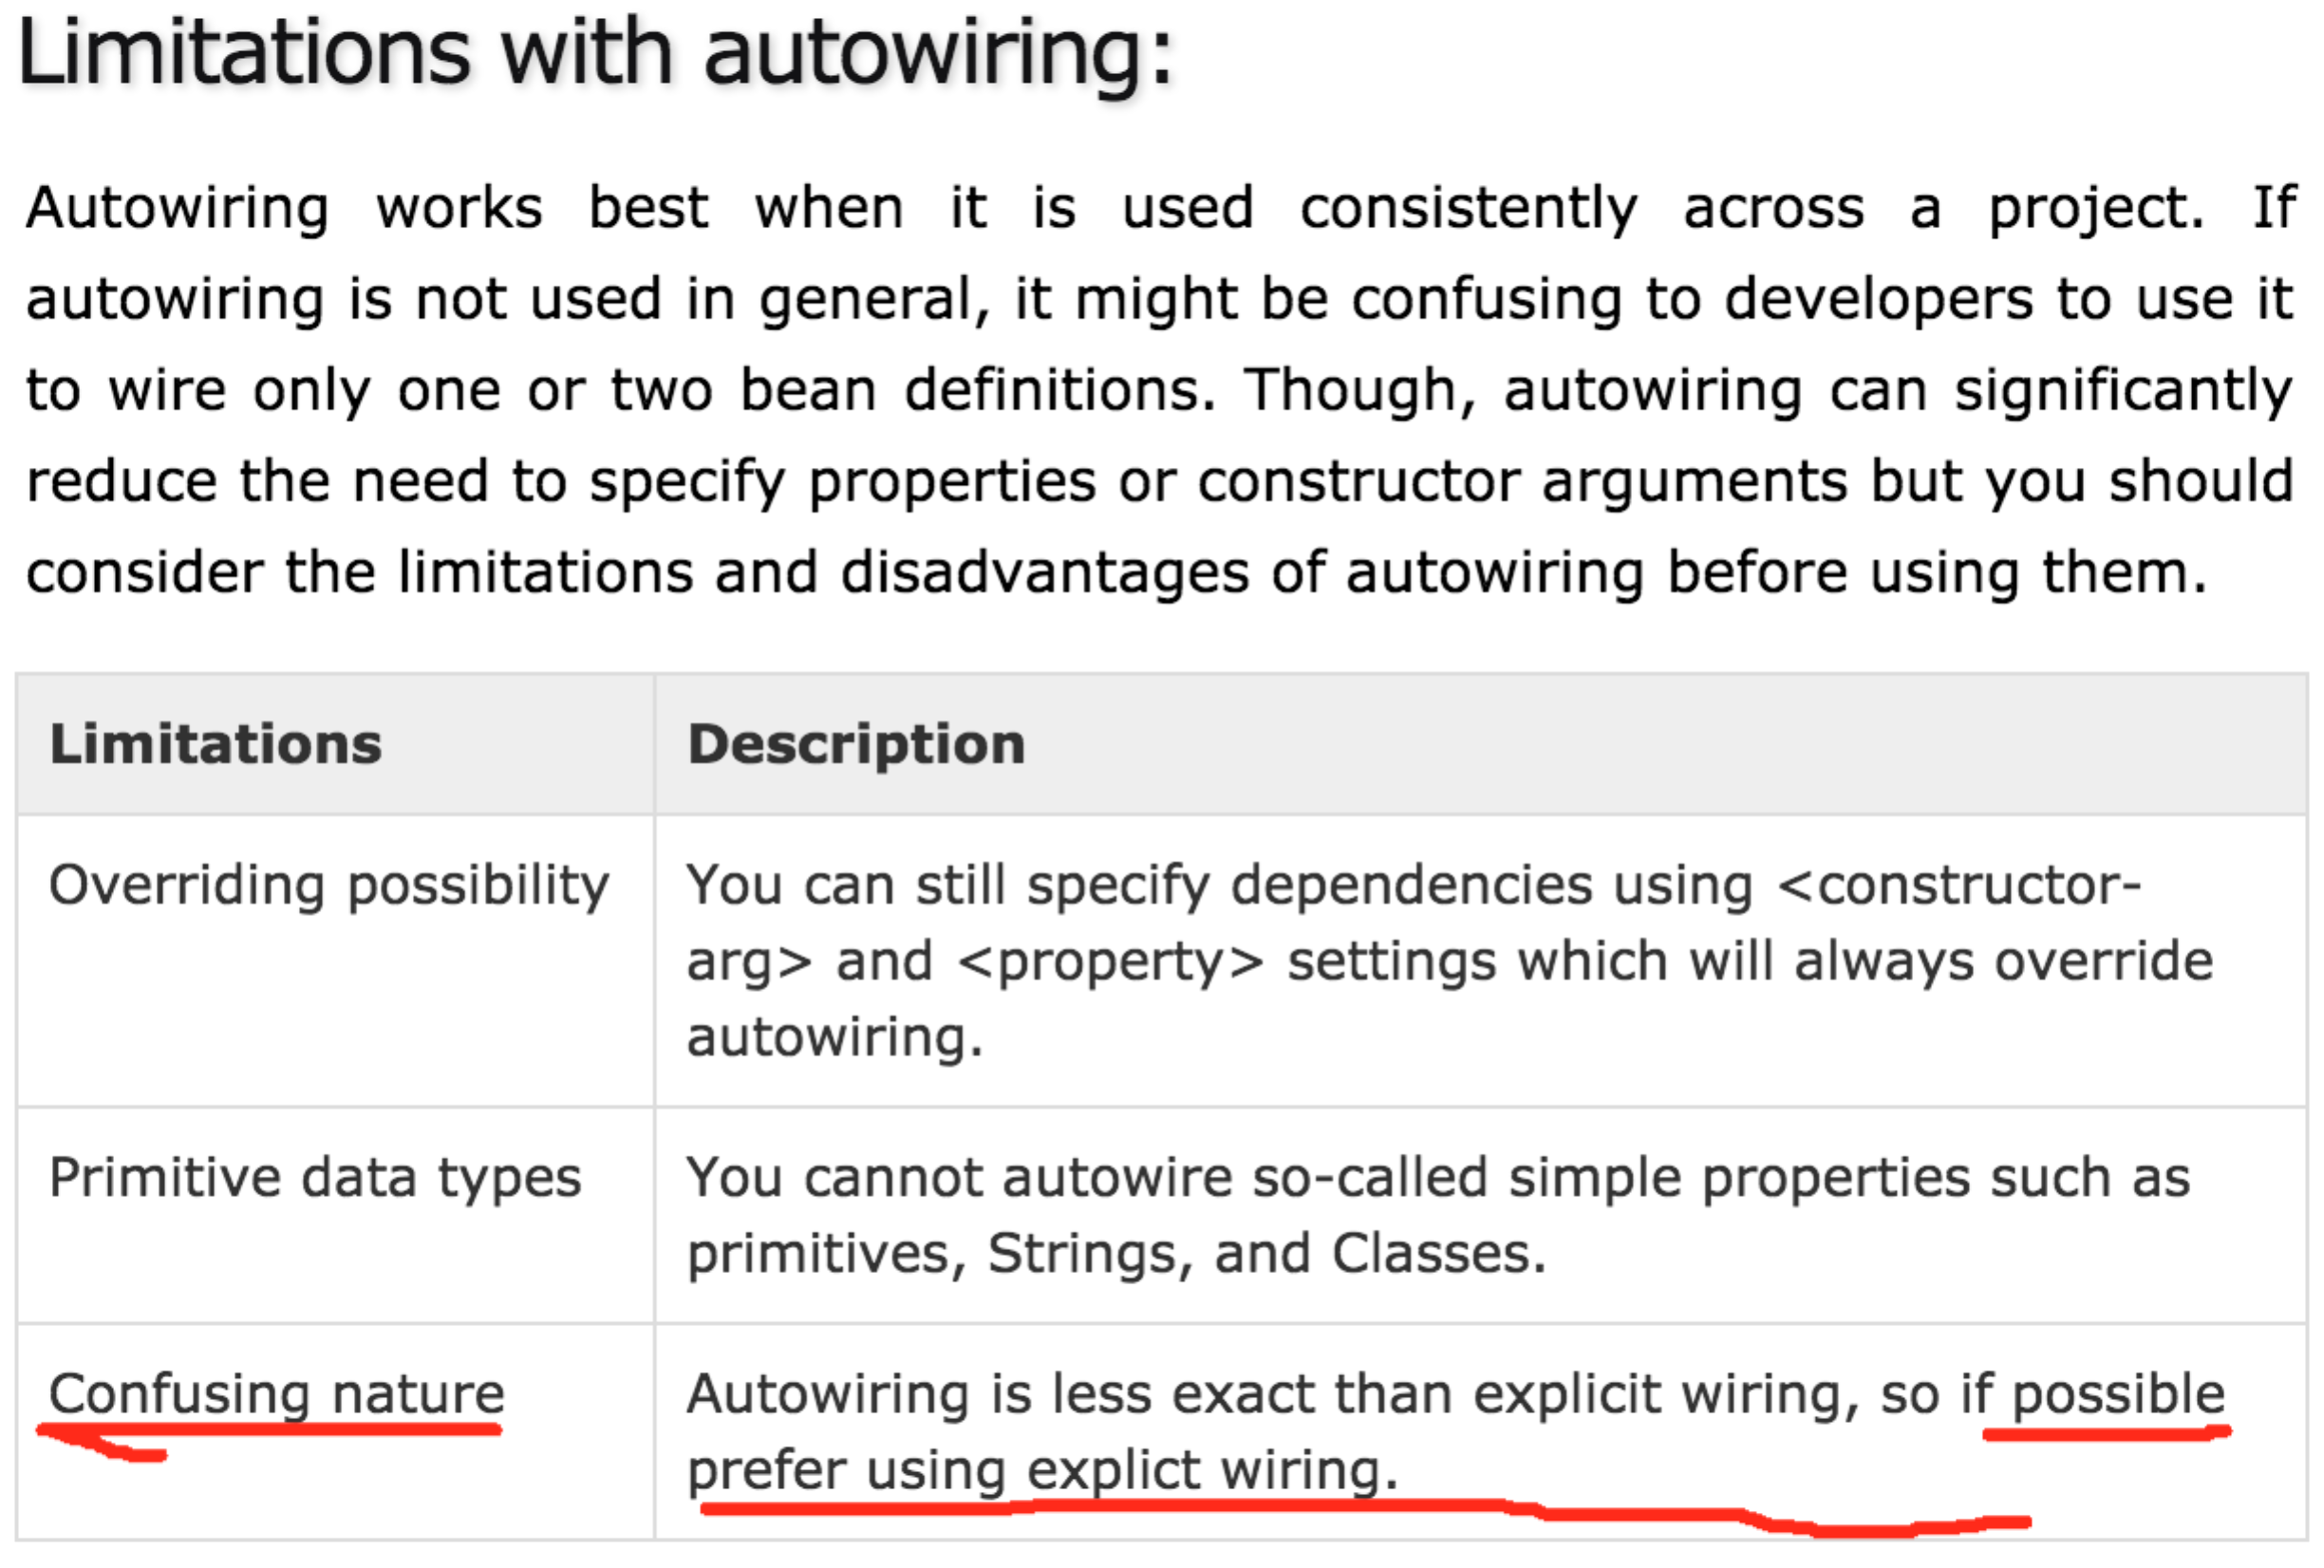 Limitations with autowiring:
Autowiring works best when it is used consistently across a project. If
autowiring is not used in general, it might be confusing to developers to use it
to wire only one or two bean definitions. Though, autowiring can significantly
reduce the need to specify properties or constructor arguments but you should
consider the limitations and disadvantages of autowiring before using them.
Limitations
Description
Overriding possibility
You can still specify dependencies using <constructor-
arg> and <property> settings which will always override
autowiring.
Primitive data types
You cannot autowire so-called simple properties such as
primitives, Strings, and Classes.
Confusing nature
Autowiring is less exact than explicit wiring, so if possible
prefer using explict wiring.